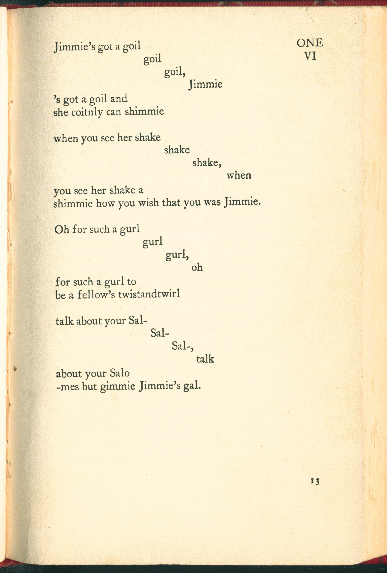 Jimmie's got a goil
goil
goil,
Jimmie
's got a goil and
she coitnly can shimmie
when you see her shake
shake
shake,
when
you see her shake a
shimmie how you wish that you was Jimmie.
Oh for such a gurl
gurl
gurl,
oh
for such a gurl to
be a fellow's twistandtwirl
talk about your Sal-
Sal-
Sal-,
talk
about your Salo
-mes but gimmie Jimmie's gal.
ONE
VI
13